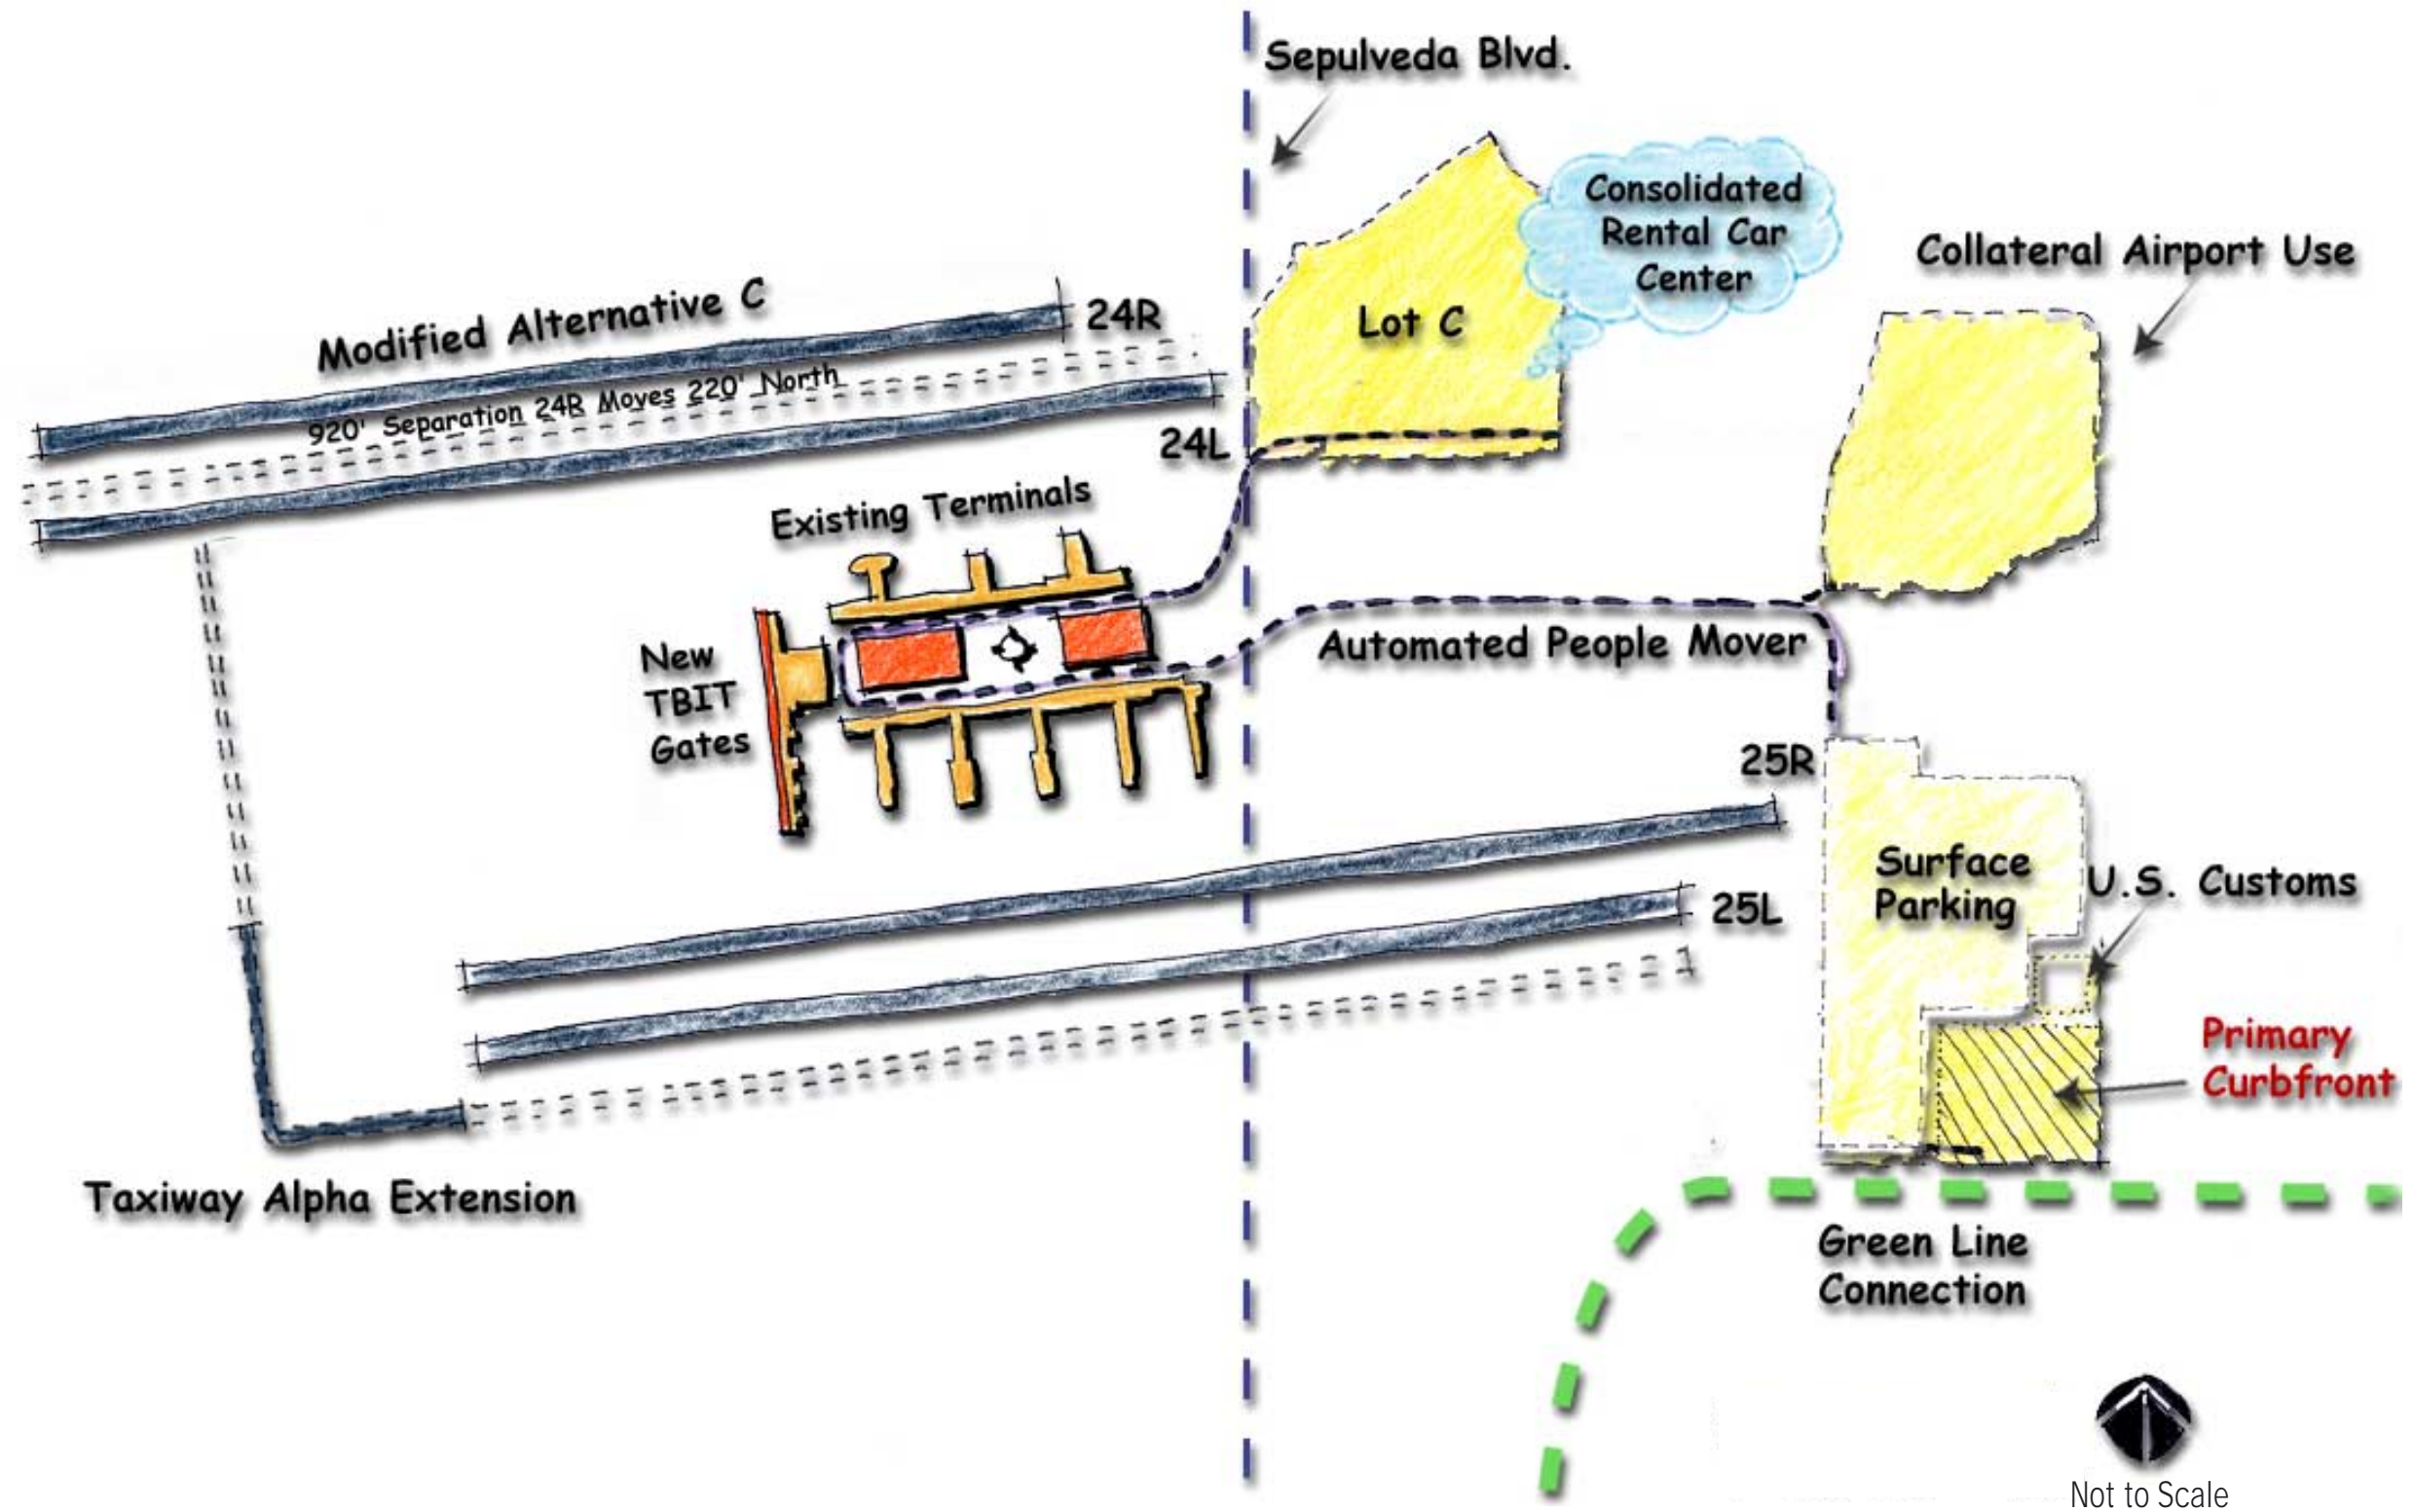 Sepulveda Blvd.
Consolidated
Rental Car
Center
Collateral Airport Use
Modified Alternative C
24R
Lot C
920' Separation 24R Moves 220' North
24L
Existing Terminals
New
TBIT
Gates
Automated People Mover
25R
Surface
Parking
U.S. Customs
25L
Primary
Curbfront
Taxiway Alpha Extension
Green Line
Connection
Not to Scale